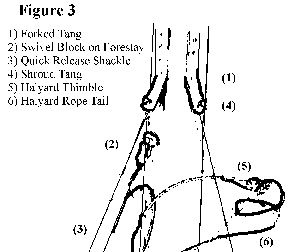 Figure 3
1) Forked Tang
2) Swivel Block on Forestay
3) Quick Release Shackle
4) Shroud Tang
5) Halyard Thimble
6) Halyard Rope Tail
(1)
(4)
(2)
(5)
(3)
(6)